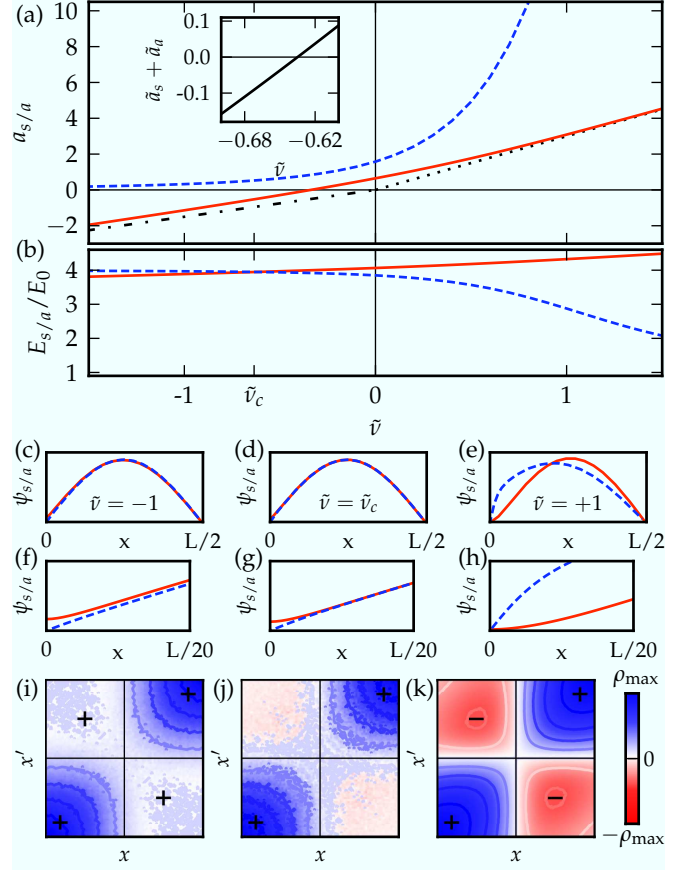 (a)
10
8
6
4
2
0
−2
a_{s/a}
0.1
0.0
-0.1
ã_s + ã_a
−0.68 −0.62
ν̃
(b)
4
3
2
1
E_{s/a}/E_0
-1 ν̃_c 0 1
ν̃
(c) (d) (e)
ψ_{s/a} ψ_{s/a} ψ_{s/a}
ν̃ = −1 ν̃ = ν̃_c ν̃ = +1
0 x L/2 0 x L/2 0 x L/2
(f) (g) (h)
ψ_{s/a} ψ_{s/a} ψ_{s/a}
0 x L/20 0 x L/20 0 x L/20
(i) (j) (k) ρ_max
+ + − +
x′ x′ x′ 0
+ + + −
−ρ_max
x x x